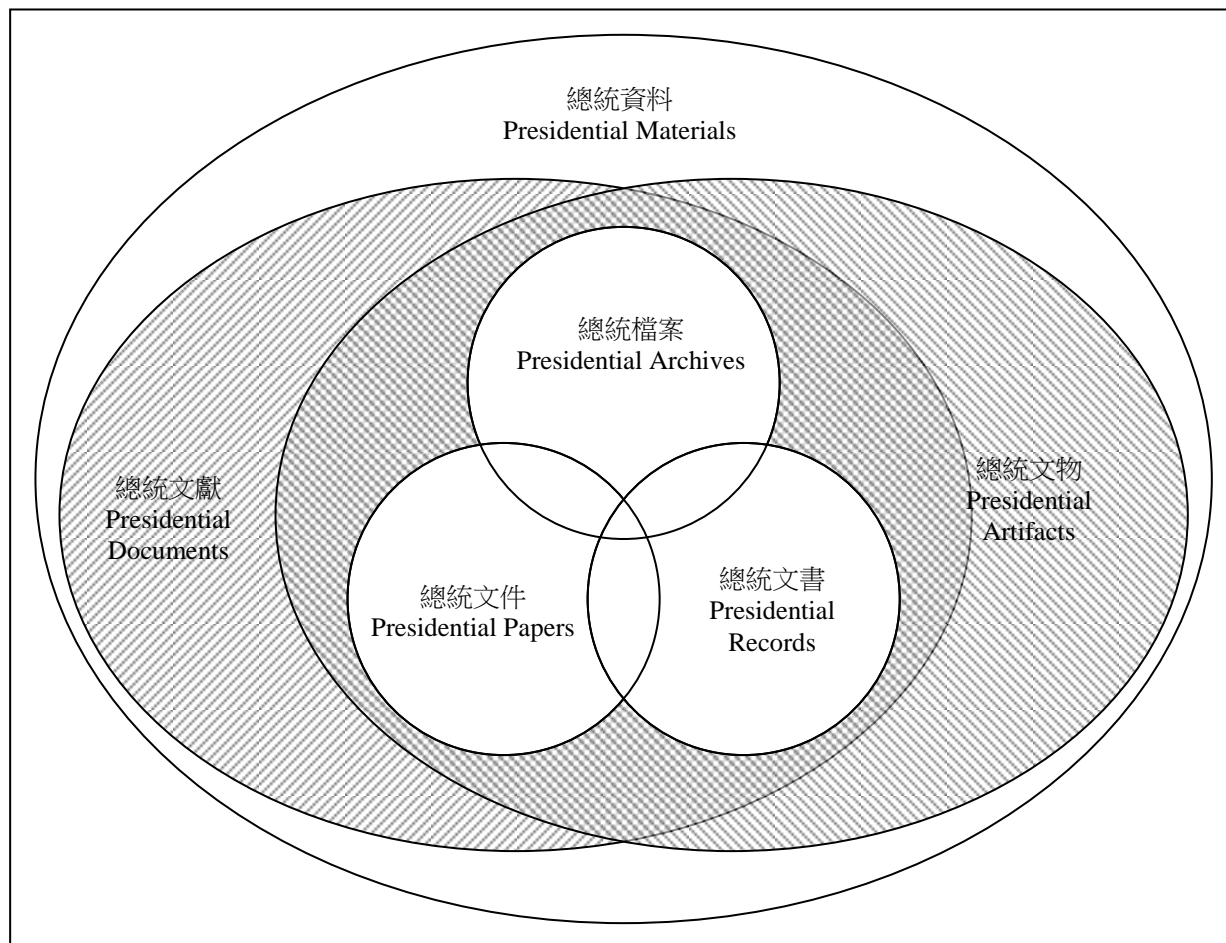 總統資料
Presidential Materials
總統檔案
Presidential Archives
總統文獻
Presidential
Documents
總統文物
Presidential
Artifacts
總統文件
Presidential Papers
總統文書
Presidential
Records